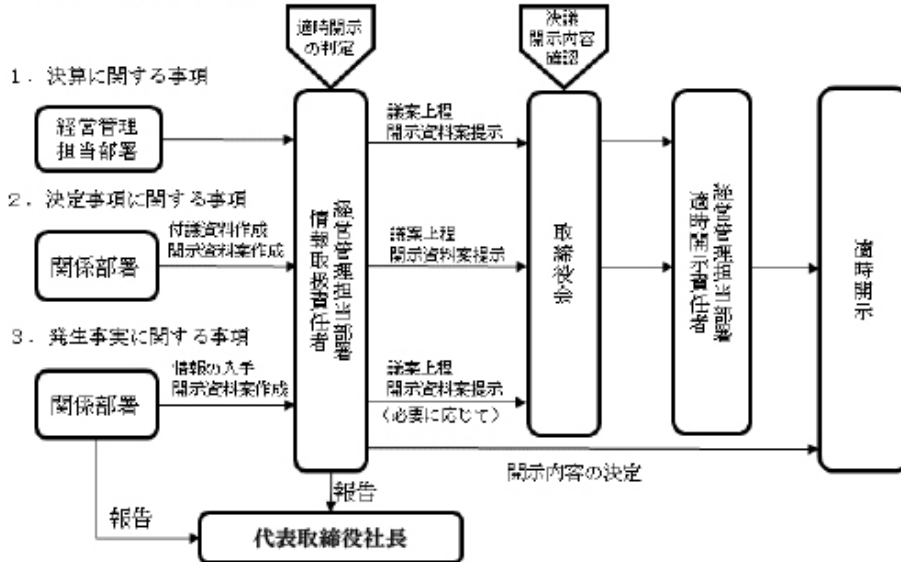 適時開示
の判定
決議
開示内容
確認
1．決算に関する事項
経営管理
担当部署
議案上程
開示資料案提示
2．決定事項に関する事項
関係部署
付議資料作成
開示資料案作成
議案上程
開示資料案提示
3．発生事実に関する事項
関係部署
情報の入手
開示資料案作成
議案上程
開示資料案提示
（必要に応じて）
経営管理担当部署
情報取扱責任者
取締役会
経営管理担当部署
適時開示責任者
適時開示
開示内容の決定
報告
報告
代表取締役社長